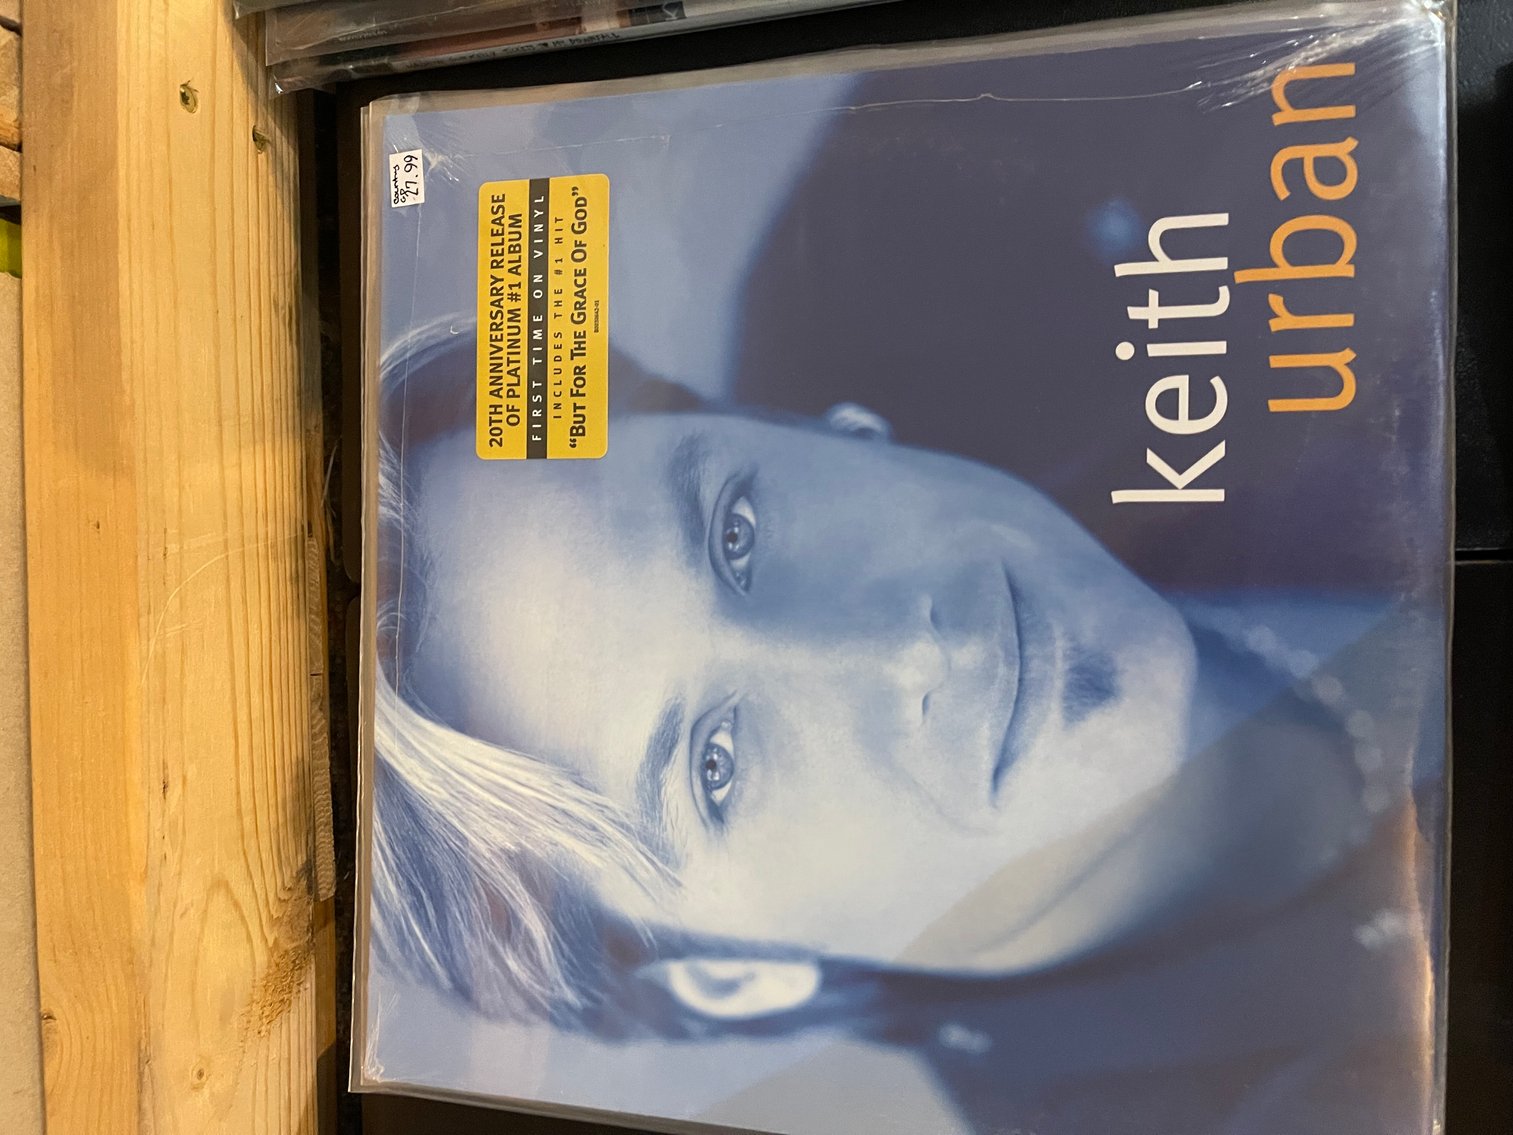 Country
27.99
20TH ANNIVERSARY RELEASE
OF PLATINUM #1 ALBUM
FIRST TIME ON VINYL
INCLUDES THE #1 HIT
“BUT FOR THE GRACE OF GOD”
keith
urban